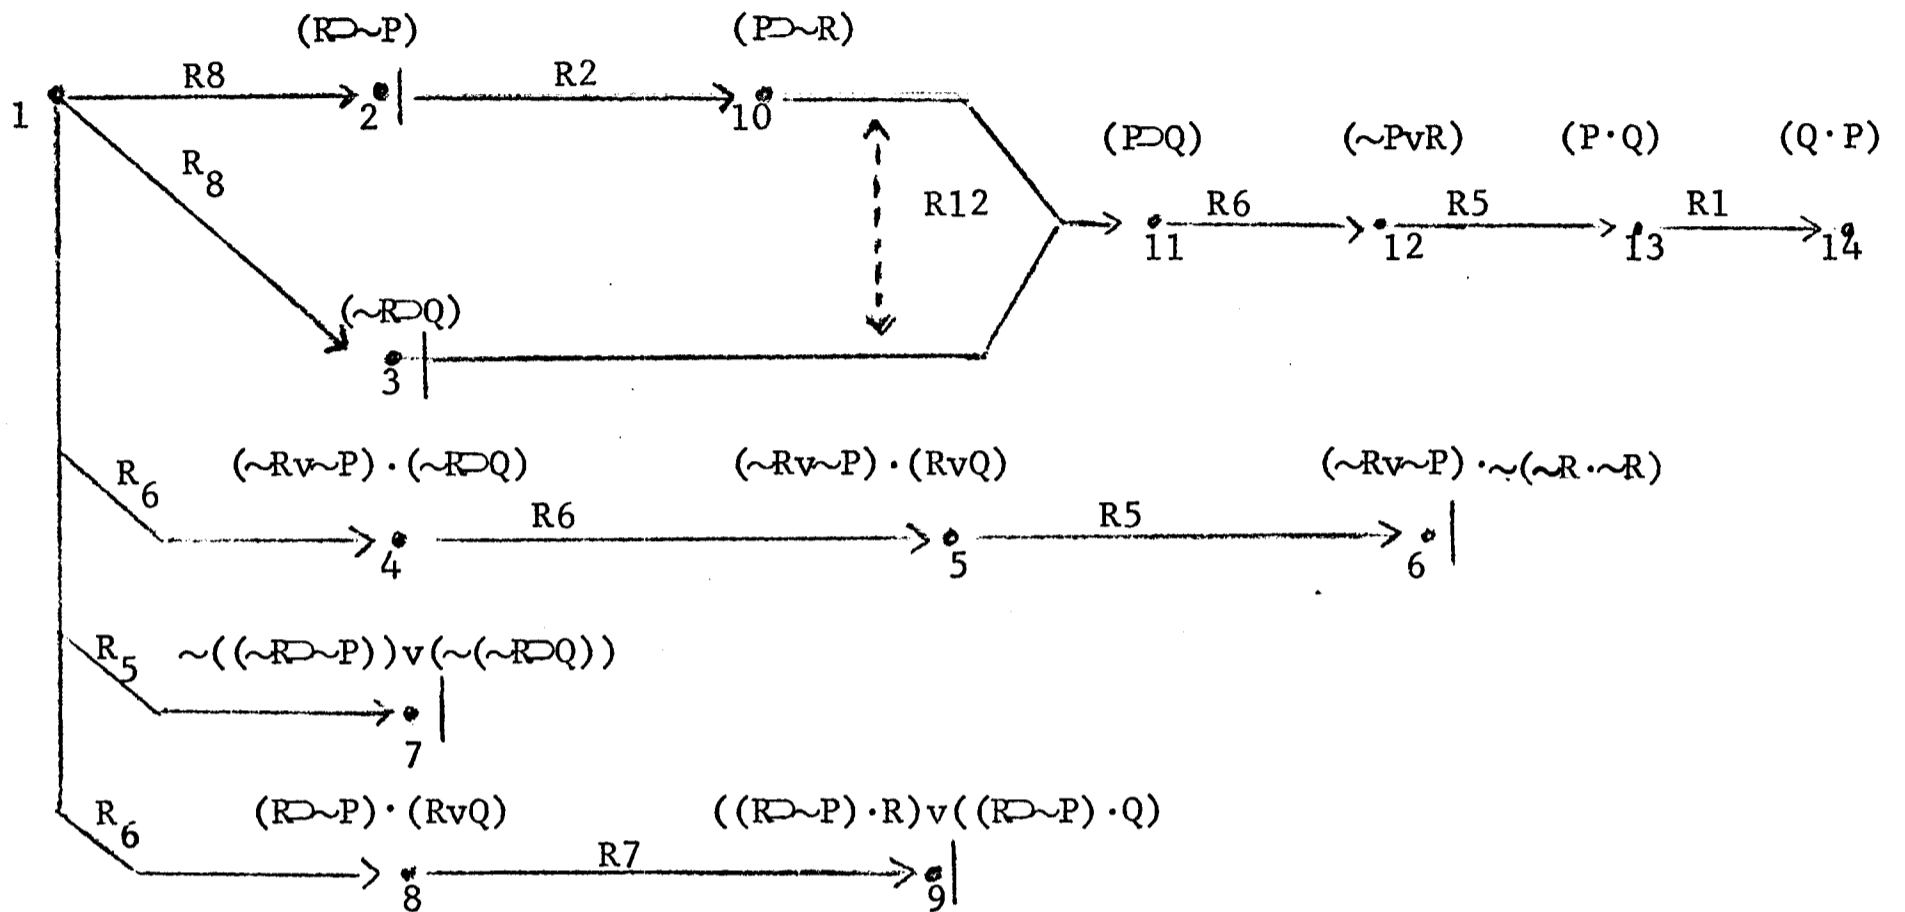 (R⊃~P) (P⊃~R)
R8 R2
1 2 10
(P⊃Q) (~PvR) (P·Q) (Q·P)
R8
R12 R6 R5 R1
11 12 13 14
(~R⊃Q)
3
(~Rv~P)·(~R⊃Q) (~Rv~P)·(RvQ) (~Rv~P)·~(~R·~R)
R6
R6 R5
4 5 6
R5 ~((~R⊃~P))v(~(~R⊃Q))
7
R6 (R⊃~P)·(RvQ) ((R⊃~P)·R)v((R⊃~P)·Q)
R7
8 9